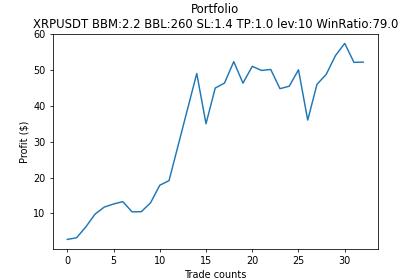 Portfolio
XRPUSDT BBM:2.2 BBL:260 SL:1.4 TP:1.0 lev:10 WinRatio:79.0
60
50
40
30
20
10
Profit ($)
0 5 10 15 20 25 30
Trade counts